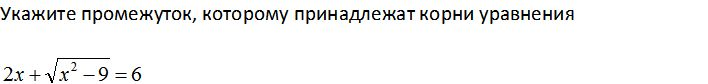 Укажите промежуток, которому принадлежат корни уравнения
2x + √(x² − 9) = 6